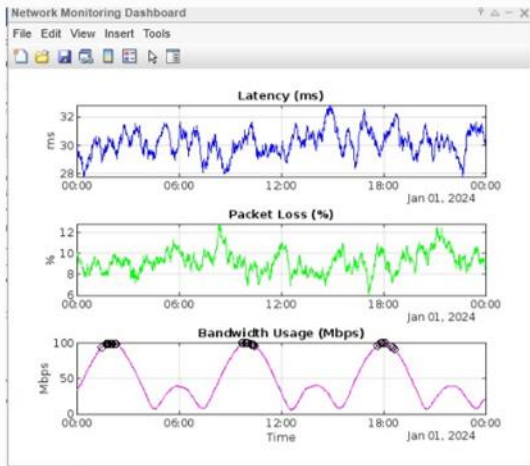 Network Monitoring Dashboard
File Edit View Insert Tools
Latency (ms)
ms
32
30
28
00:00 06:00 12:00 18:00 00:00
Jan 01, 2024
Packet Loss (%)
%
12
10
8
6
00:00 06:00 12:00 18:00 00:00
Jan 01, 2024
Bandwidth Usage (Mbps)
Mbps
100
50
0
00:00 06:00 12:00 18:00 00:00
Time Jan 01, 2024